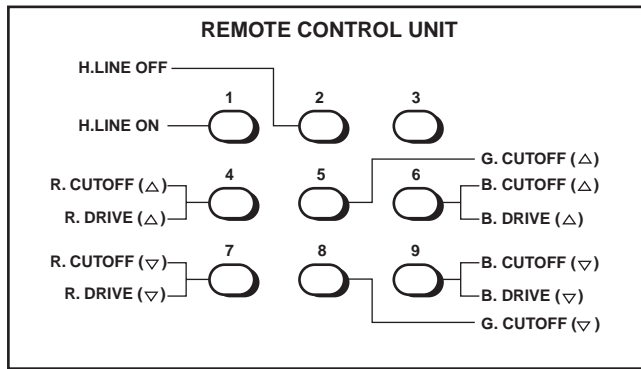 REMOTE CONTROL UNIT
H.LINE OFF
1 2 3
H.LINE ON
G. CUTOFF (△)
R. CUTOFF (△) 4 5 6 B. CUTOFF (△)
R. DRIVE (△) B. DRIVE (△)
R. CUTOFF (▽) 7 8 9 B. CUTOFF (▽)
R. DRIVE (▽) B. DRIVE (▽)
G. CUTOFF (▽)